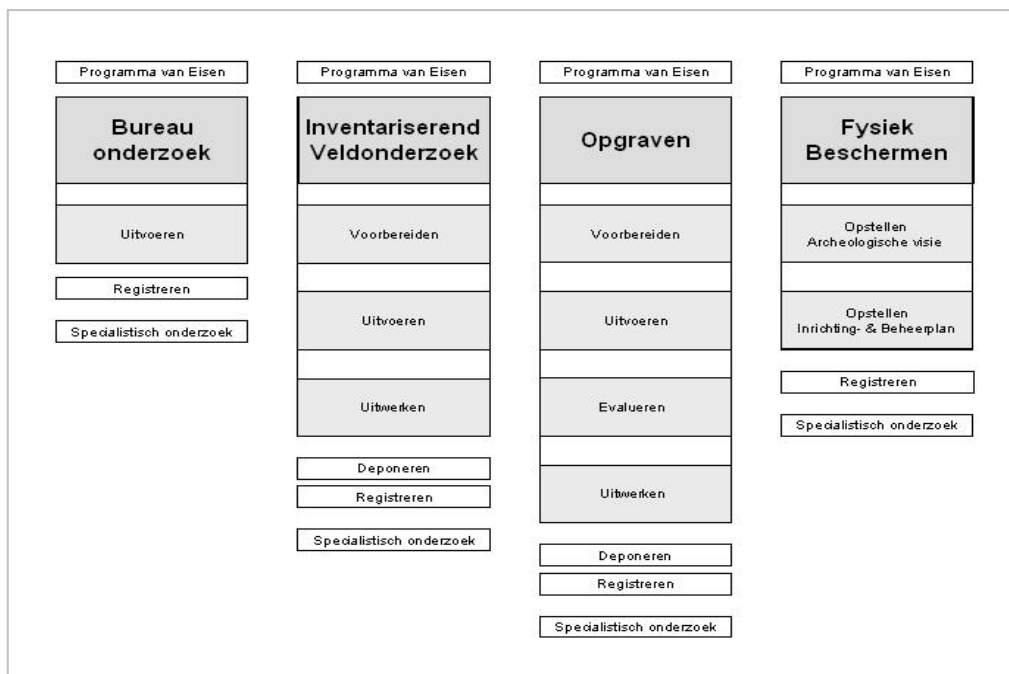 Programma van Eisen
Bureau
onderzoek
Uitvoeren
Registreren
Specialistisch onderzoek
Programma van Eisen
Inventariserend
Veldonderzoek
Voorbereiden
Uitvoeren
Uitwerken
Deponeren
Registreren
Specialistisch onderzoek
Programma van Eisen
Opgraven
Voorbereiden
Uitvoeren
Evalueren
Uitwerken
Deponeren
Registreren
Specialistisch onderzoek
Programma van Eisen
Fysiek
Beschermen
Opstellen
Archeologische visie
Opstellen
Inrichting- & Beheerplan
Registreren
Specialistisch onderzoek